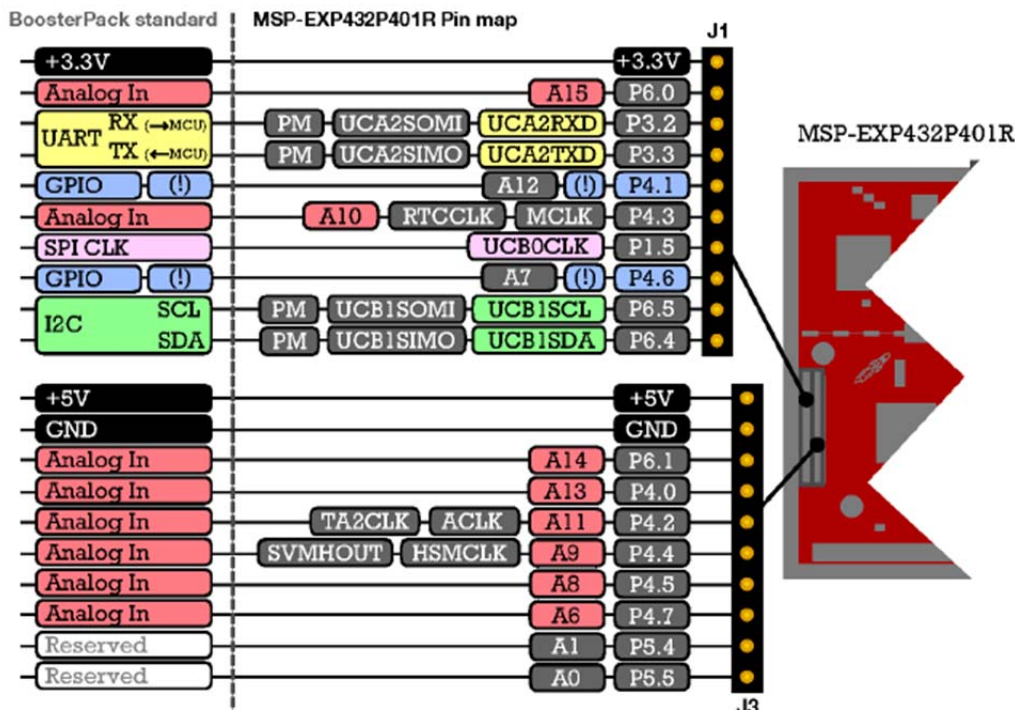 BoosterPack standard MSP-EXP432P401R Pin map
J1
+3.3V +3.3V
Analog In A15 P6.0
UART RX (→MCU) PM UCA2SOMI UCA2RXD P3.2
TX (←MCU) PM UCA2SIMO UCA2TXD P3.3
MSP-EXP432P401R
GPIO (!) A12 (!) P4.1
Analog In A10 RTCCLK MCLK P4.3
SPI CLK UCB0CLK P1.5
GPIO (!) A7 (!) P4.6
I2C SCL PM UCB1SOMI UCB1SCL P6.5
SDA PM UCB1SIMO UCB1SDA P6.4
+5V +5V
GND GND
Analog In A14 P6.1
Analog In A13 P4.0
Analog In TA2CLK ACLK A11 P4.2
Analog In SVMHOUT HSMCLK A9 P4.4
Analog In A8 P4.5
Analog In A6 P4.7
Reserved A1 P5.4
Reserved A0 P5.5
J3